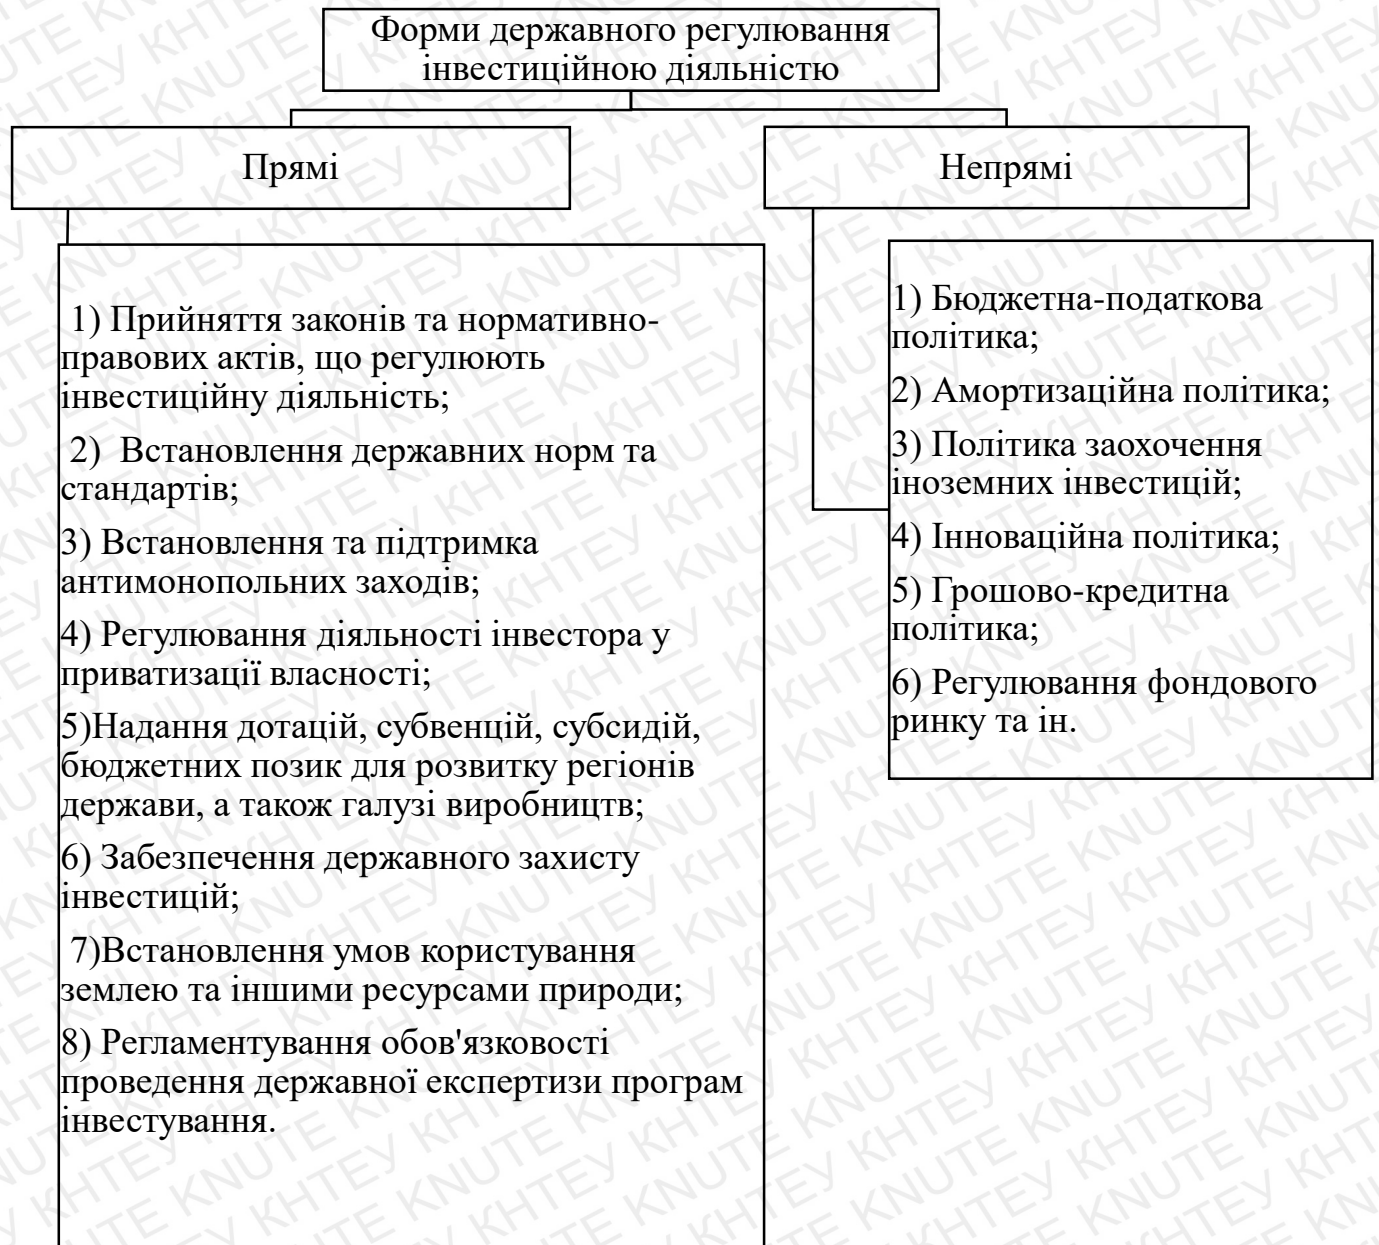 Форми державного регулювання
інвестиційною діяльністю
Прямі
Непрямі
1) Прийняття законів та нормативно-
правових актів, що регулюють
інвестиційну діяльність;
2) Встановлення державних норм та
стандартів;
3) Встановлення та підтримка
антимонопольних заходів;
4) Регулювання діяльності інвестора у
приватизації власності;
5)Надання дотацій, субвенцій, субсидій,
бюджетних позик для розвитку регіонів
держави, а також галузі виробництв;
6) Забезпечення державного захисту
інвестицій;
7)Встановлення умов користування
землею та іншими ресурсами природи;
8) Регламентування обов'язковості
проведення державної експертизи програм
інвестування.
1) Бюджетна-податкова
політика;
2) Амортизаційна політика;
3) Політика заохочення
іноземних інвестицій;
4) Інноваційна політика;
5) Грошово-кредитна
політика;
6) Регулювання фондового
ринку та ін.